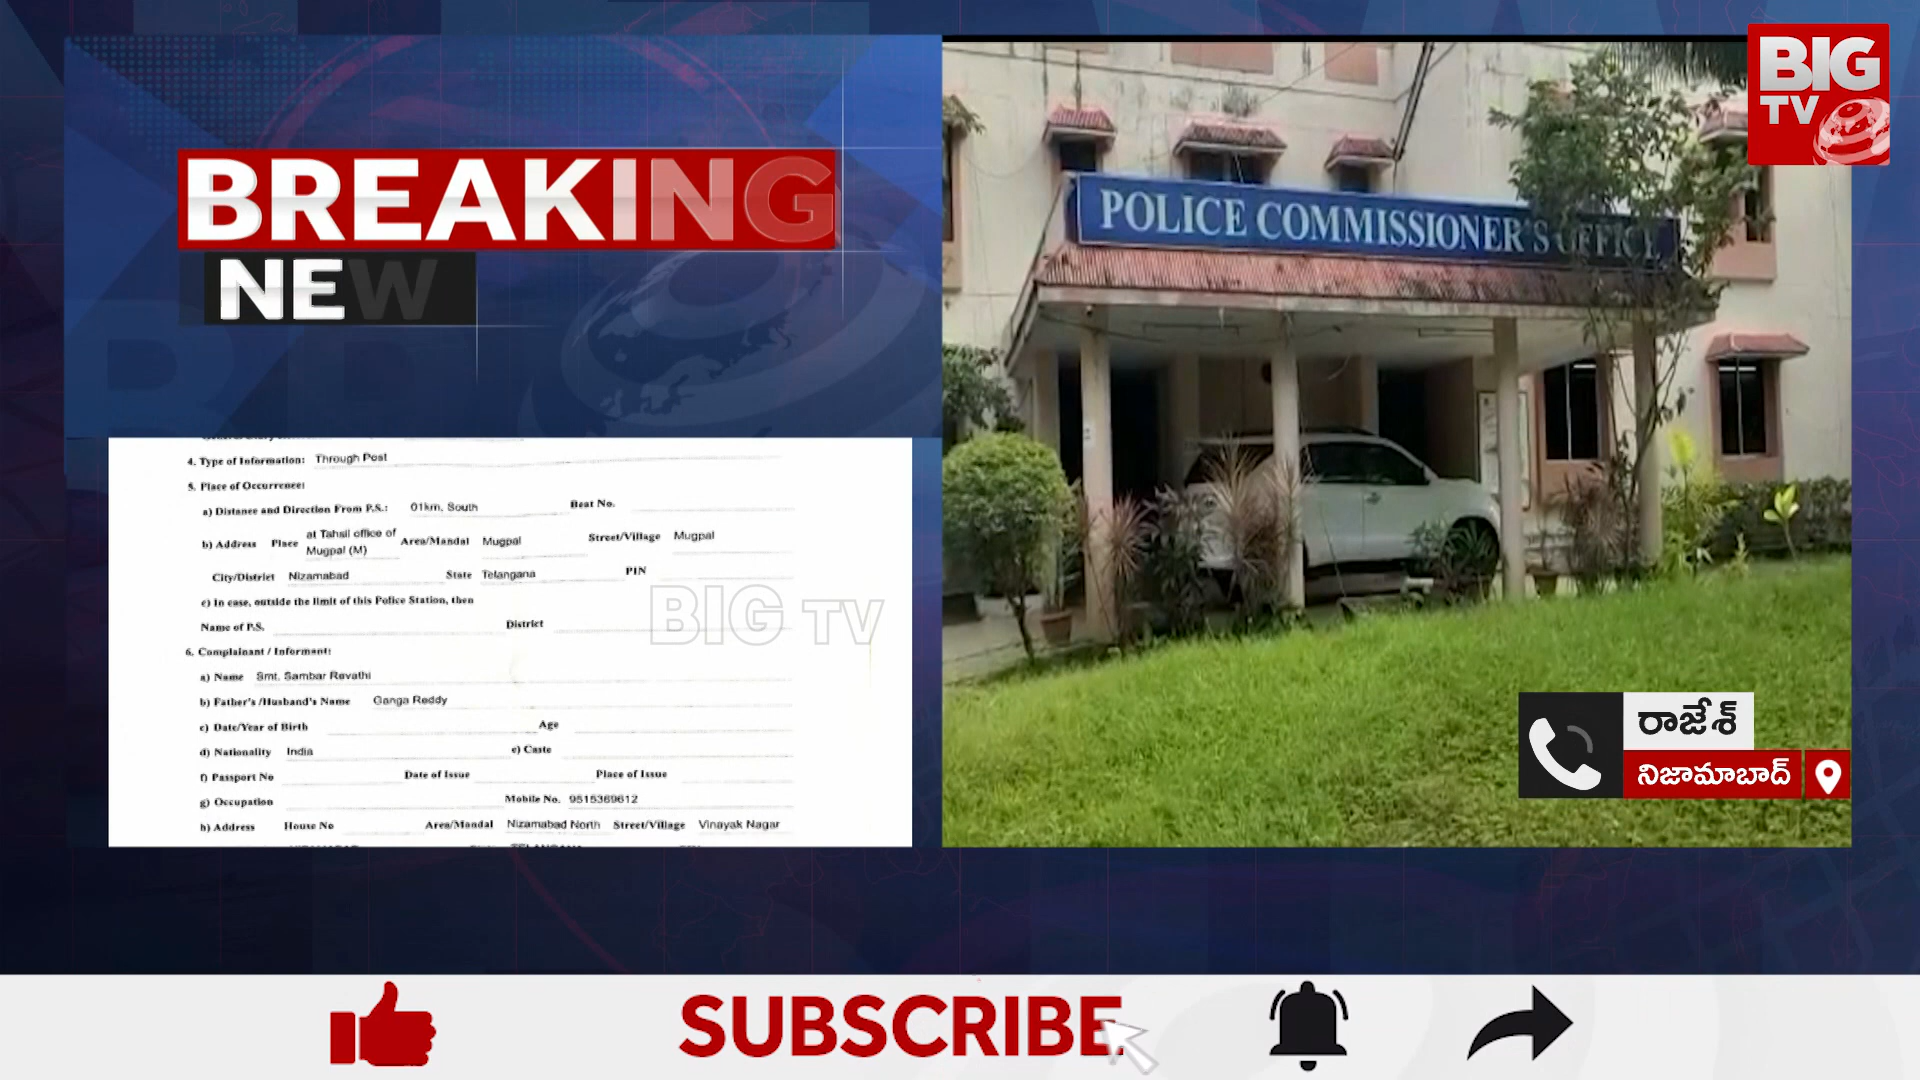 BIG
TV
BREAKING
NEW
POLICE COMMISSIONER'S OFFICE
4. Type of Information: Through Post
5. Place of Occurrence:
a) Distance and Direction From P.S.: 01km, South Beat No.
b) Address Place at Tahsil office of Mugpal (M) Area/Mandal Mugpal Street/Village Mugpal
City/District Nizamabad State Telangana PIN
c) In case, outside the limit of this Police Station, then
Name of P.S. District
BIG TV
6. Complainant / Informant:
a) Name Smt. Sambar Revathi
b) Father's /Husband's Name Ganga Reddy
c) Date/Year of Birth Age
d) Nationality India e) Caste
f) Passport No Date of Issue Place of Issue
g) Occupation Mobile No. 9515369612
h) Address House No Area/Mandal Nizamabad North Street/Village Vinayak Nagar
రాజేశ్
నిజామాబాద్
SUBSCRIBE